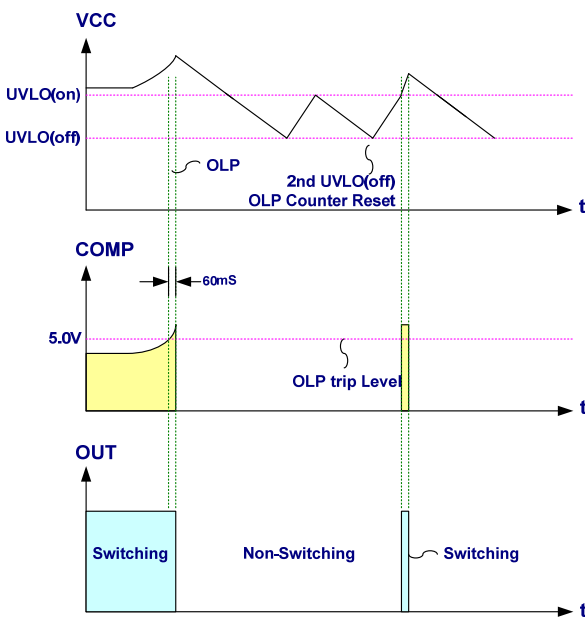 VCC
UVLO(on)
UVLO(off)
OLP
2nd UVLO(off)
OLP Counter Reset
t
COMP
60mS
5.0V
OLP trip Level
t
OUT
Switching
Non-Switching
Switching
t